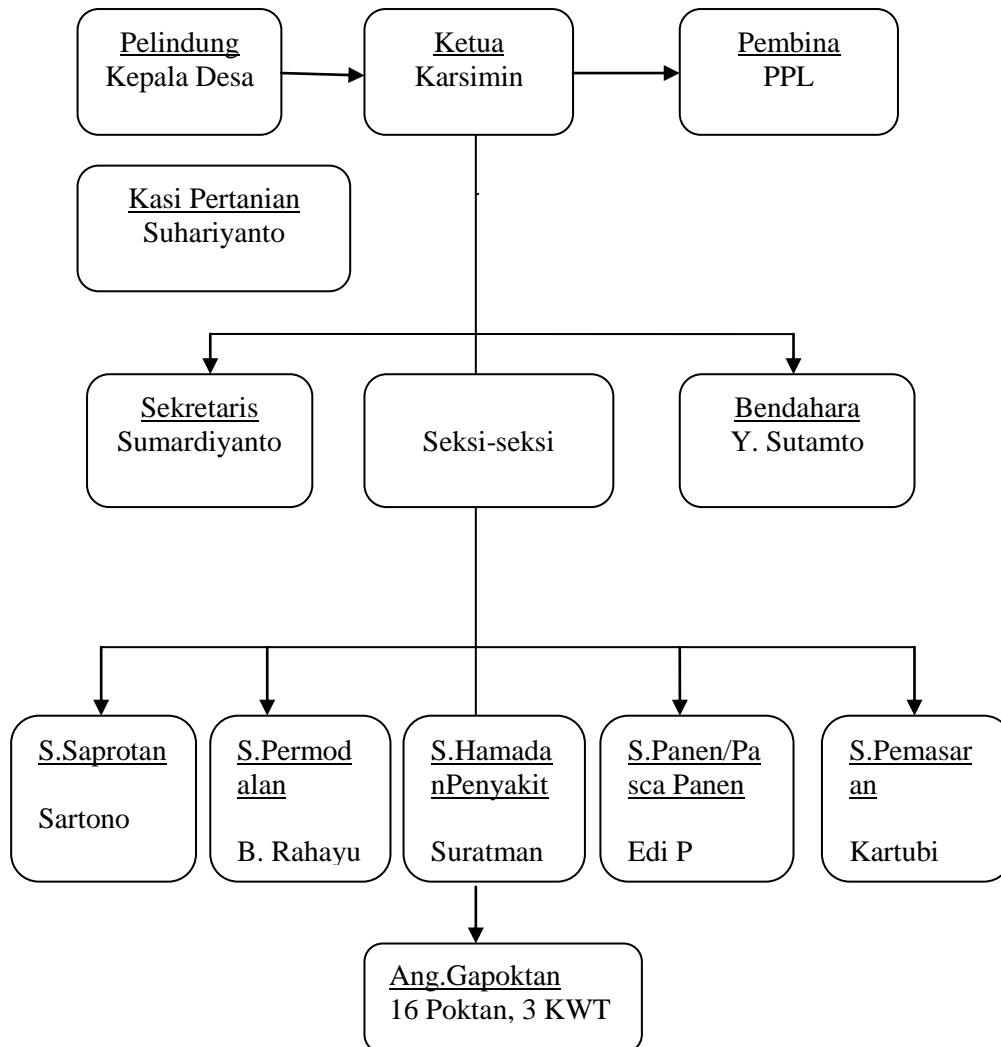 Pelindung
Kepala Desa
Ketua
Karsimin
Pembina
PPL
Kasi Pertanian
Suhariyanto
Sekretaris
Sumardiyanto
Seksi-seksi
Bendahara
Y. Sutamto
S.Saprotan
Sartono
S.Permod
alan
B. Rahayu
S.Hamada
nPenyakit
Suratman
S.Panen/Pa
sca Panen
Edi P
S.Pemasar
an
Kartubi
Ang.Gapoktan
16 Poktan, 3 KWT